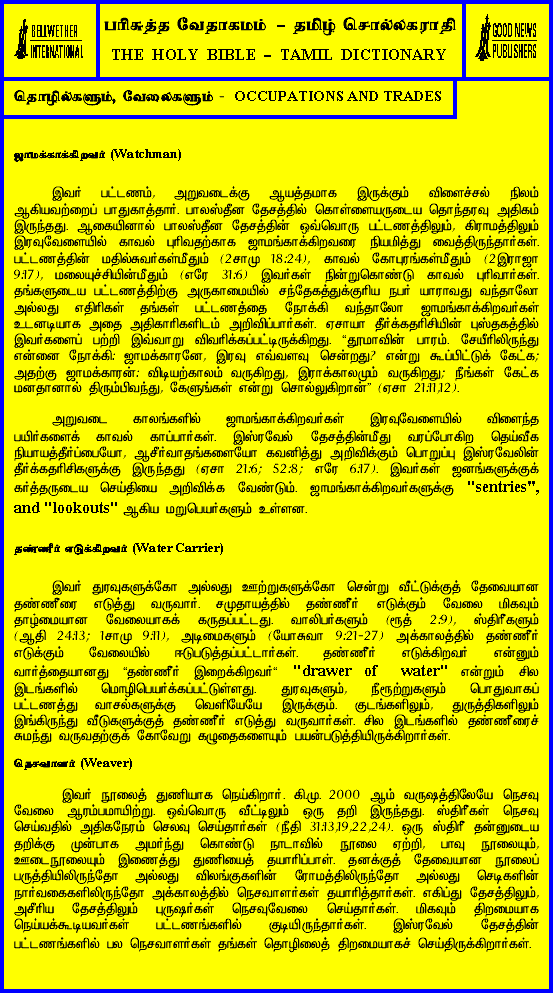 BELLWETHER
INTERNATIONAL
பரிசுத்த வேதாகமம் – தமிழ் சொல்லகராதி
THE HOLY BIBLE – TAMIL DICTIONARY
GOOD NEWS
PUBLISHERS
தொழில்களும், வேலைகளும் - OCCUPATIONS AND TRADES
ஜாமக்காக்கிறவர் (Watchman)
இவர் பட்டணம், அறுவடைக்கு ஆயத்தமாக இருக்கும் விளைச்சல் நிலம்
ஆகியவற்றைப் பாதுகாத்தார். பாலஸ்தீன தேசத்தில் கொள்ளையருடைய தொந்தரவு அதிகம்
இருந்தது. ஆகையினால் பாலஸ்தீன தேசத்தின் ஒவ்வொரு பட்டணத்திலும், கிராமத்திலும்
இரவுவேளையில் காவல் புரிவதற்காக ஜாமங்காக்கிறவரை நியமித்து வைத்திருந்தார்கள்.
பட்டணத்தின் மதில்சுவர்கள்மீதும் (2சாமு 18:24), காவல் கோபுரங்கள்மீதும் (2இராஜா
9:17), மலையுச்சியின்மீதும் (எரே 31:6) இவர்கள் நின்றுகொண்டு காவல் புரிவார்கள்.
தங்களுடைய பட்டணத்திற்கு அருகாமையில் சந்தேகத்துக்குரிய நபர் யாராவது வந்தாலோ
அல்லது எதிரிகள் தங்கள் பட்டணத்தை நோக்கி வந்தாலோ ஜாமங்காக்கிறவர்கள்
உடனடியாக அதை அதிகாரிகளிடம் அறிவிப்பார்கள். ஏசாயா தீர்க்கதரிசியின் புஸ்தகத்தில்
இவர்களைப் பற்றி இவ்வாறு விவரிக்கப்பட்டிருக்கிறது. “தூமாவின் பாரம். சேயீரிலிருந்து
என்னை நோக்கி: ஜாமக்காரனே, இரவு எவ்வளவு சென்றது? என்று கூப்பிட்டுக் கேட்க;
அதற்கு ஜாமக்காரன்: விடியற்காலம் வருகிறது, இராக்காலமும் வருகிறது; நீங்கள் கேட்க
மனதானால் திரும்பிவந்து, கேளுங்கள் என்று சொல்லுகிறான்” (ஏசா 21:11,12).
அறுவடை காலங்களில் ஜாமங்காக்கிறவர்கள் இரவுவேளையில் விளைந்த
பயிர்களைக் காவல் காப்பார்கள். இஸ்ரவேல் தேசத்தின்மீது வரப்போகிற தெய்வீக
நியாயத்தீர்ப்பையோ, ஆசீர்வாதங்களையோ கவனித்து அறிவிக்கும் பொறுப்பு இஸ்ரவேலின்
தீர்க்கதரிசிகளுக்கு இருந்தது (ஏசா 21:6; 52:8; எரே 6:17). இவர்கள் ஜனங்களுக்குக்
கர்த்தருடைய செய்தியை அறிவிக்க வேண்டும். ஜாமங்காக்கிறவர்களுக்கு "sentries",
and "lookouts" ஆகிய மறுபெயர்களும் உள்ளன.
தண்ணீர் எடுக்கிறவர் (Water Carrier)
இவர் துரவுகளுக்கோ அல்லது ஊற்றுகளுக்கோ சென்று வீட்டுக்குத் தேவையான
தண்ணீரை எடுத்து வருவார். சமுதாயத்தில் தண்ணீர் எடுக்கும் வேலை மிகவும்
தாழ்மையான வேலையாகக் கருதப்பட்டது. வாலிபர்களும் (ரூத் 2:9), ஸ்திரீகளும்
(ஆதி 24:13; 1சாமு 9:11), அடிமைகளும் (யோசுவா 9:21-27) அக்காலத்தில் தண்ணீர்
எடுக்கும் வேலையில் ஈடுபடுத்தப்பட்டார்கள். தண்ணீர் எடுக்கிறவர் என்னும்
வார்த்தையானது “தண்ணீர் இறைக்கிறவர்“ "drawer of water" என்றும் சில
இடங்களில் மொழிபெயர்க்கப்பட்டுள்ளது. துரவுகளும், நீரூற்றுகளும் பொதுவாகப்
பட்டணத்து வாசல்களுக்கு வெளியேயே இருக்கும். குடங்களிலும், துருத்திகளிலும்
இங்கிருந்து வீடுகளுக்குத் தண்ணீர் எடுத்து வருவார்கள். சில இடங்களில் தண்ணீரைச்
சுமந்து வருவதற்குக் கோவேறு கழுதைகளையும் பயன்படுத்தியிருக்கிறார்கள்.
நெசவாளர் (Weaver)
இவர் நூலைத் துணியாக நெய்கிறார். கி.மு. 2000 ஆம் வருஷத்திலேயே நெசவு
வேலை ஆரம்பமாயிற்று. ஒவ்வொரு வீட்டிலும் ஒரு தறி இருந்தது. ஸ்திரீகள் நெசவு
செய்வதில் அதிகநேரம் செலவு செய்தார்கள் (நீதி 31:13,19,22,24). ஒரு ஸ்திரீ தன்னுடைய
தறிக்கு முன்பாக அமர்ந்து கொண்டு நாடாவில் நூலை ஏற்றி, பாவு நூலையும்,
ஊடைநூலையும் இணைத்து துணியைத் தயாரிப்பாள். தனக்குத் தேவையான நூலைப்
பருத்தியிலிருந்தோ அல்லது விலங்குகளின் ரோமத்திலிருந்தோ அல்லது செடிகளின்
நார்வகைகளிலிருந்தோ அக்காலத்தில் நெசவாளர்கள் தயாரித்தார்கள். எகிப்து தேசத்திலும்,
அசீரிய தேசத்திலும் புருஷர்கள் நெசவுவேலை செய்தார்கள். மிகவும் திறமையாக
நெய்யக்கூடியவர்கள் பட்டணங்களில் குடியிருந்தார்கள். இஸ்ரவேல் தேசத்தின்
பட்டணங்களில் பல நெசவாளர்கள் தங்கள் தொழிலைத் திறமையாகச் செய்திருக்கிறார்கள்.